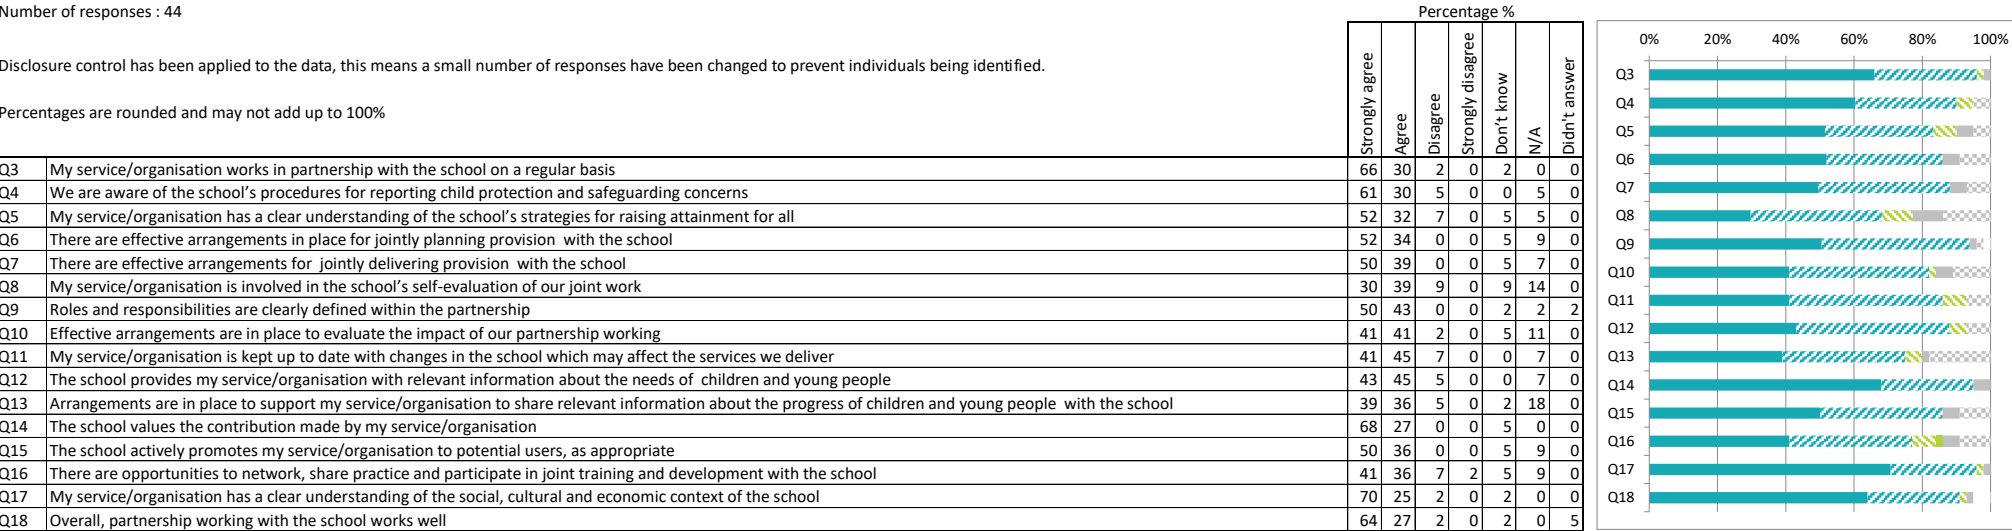 Number of responses : 44
Percentage %
Disclosure control has been applied to the data, this means a small number of responses have been changed to prevent individuals being identified.
Percentages are rounded and may not add up to 100%
Strongly agree
Agree
Disagree
Strongly disagree
Don't know
N/A
Didn't answer
Q3 My service/organisation works in partnership with the school on a regular basis 66 30 2 0 2 0 0
Q4 We are aware of the school's procedures for reporting child protection and safeguarding concerns 61 30 5 0 0 5 0
Q5 My service/organisation has a clear understanding of the school's strategies for raising attainment for all 52 32 7 0 5 5 0
Q6 There are effective arrangements in place for jointly planning provision with the school 52 34 0 0 5 9 0
Q7 There are effective arrangements for jointly delivering provision with the school 50 39 0 0 5 7 0
Q8 My service/organisation is involved in the school's self-evaluation of our joint work 30 39 9 0 9 14 0
Q9 Roles and responsibilities are clearly defined within the partnership 50 43 0 0 2 2 2
Q10 Effective arrangements are in place to evaluate the impact of our partnership working 41 41 2 0 5 11 0
Q11 My service/organisation is kept up to date with changes in the school which may affect the services we deliver 41 45 7 0 0 7 0
Q12 The school provides my service/organisation with relevant information about the needs of children and young people 43 45 5 0 0 7 0
Q13 Arrangements are in place to support my service/organisation to share relevant information about the progress of children and young people with the school 39 36 5 0 2 18 0
Q14 The school values the contribution made by my service/organisation 68 27 0 0 5 0 0
Q15 The school actively promotes my service/organisation to potential users, as appropriate 50 36 0 0 5 9 0
Q16 There are opportunities to network, share practice and participate in joint training and development with the school 41 36 7 2 5 9 0
Q17 My service/organisation has a clear understanding of the social, cultural and economic context of the school 70 25 2 0 2 0 0
Q18 Overall, partnership working with the school works well 64 27 2 0 2 0 5
0% 20% 40% 60% 80% 100%
Q3
Q4
Q5
Q6
Q7
Q8
Q9
Q10
Q11
Q12
Q13
Q14
Q15
Q16
Q17
Q18